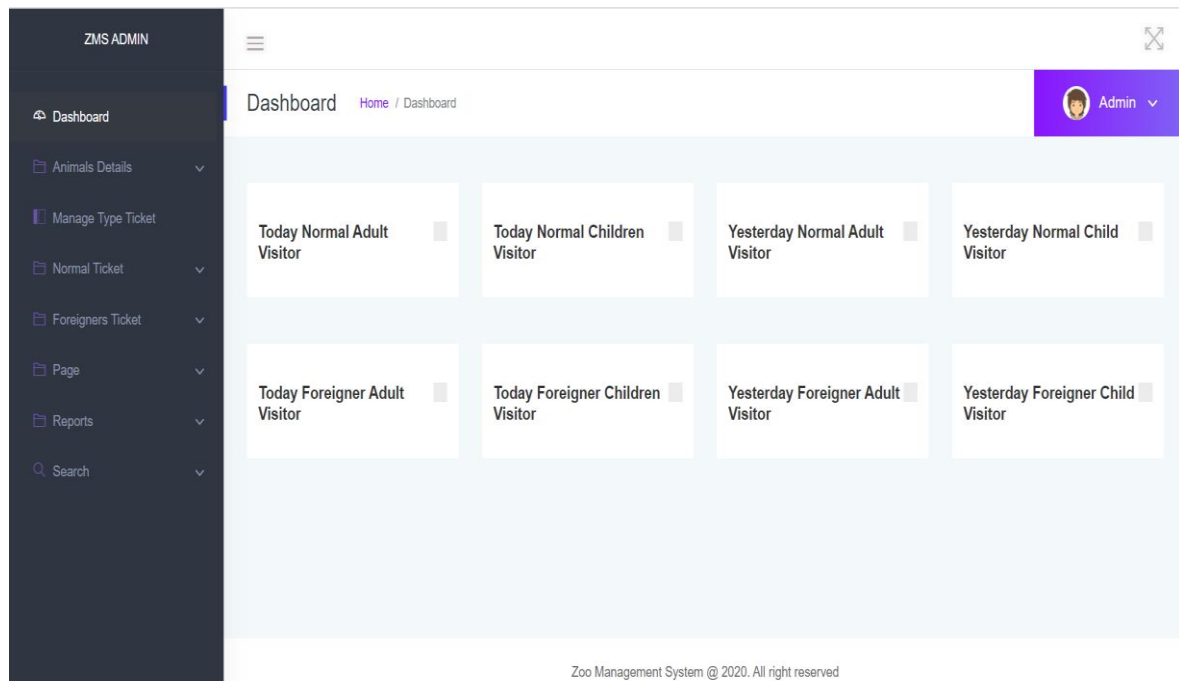 ZMS ADMIN
Dashboard
Animals Details
Manage Type Ticket
Normal Ticket
Foreigners Ticket
Page
Reports
Search
Dashboard
Home / Dashboard
Admin
Today Normal Adult
Visitor
Today Normal Children
Visitor
Yesterday Normal Adult
Visitor
Yesterday Normal Child
Visitor
Today Foreigner Adult
Visitor
Today Foreigner Children
Visitor
Yesterday Foreigner Adult
Visitor
Yesterday Foreigner Child
Visitor
Zoo Management System @ 2020. All right reserved